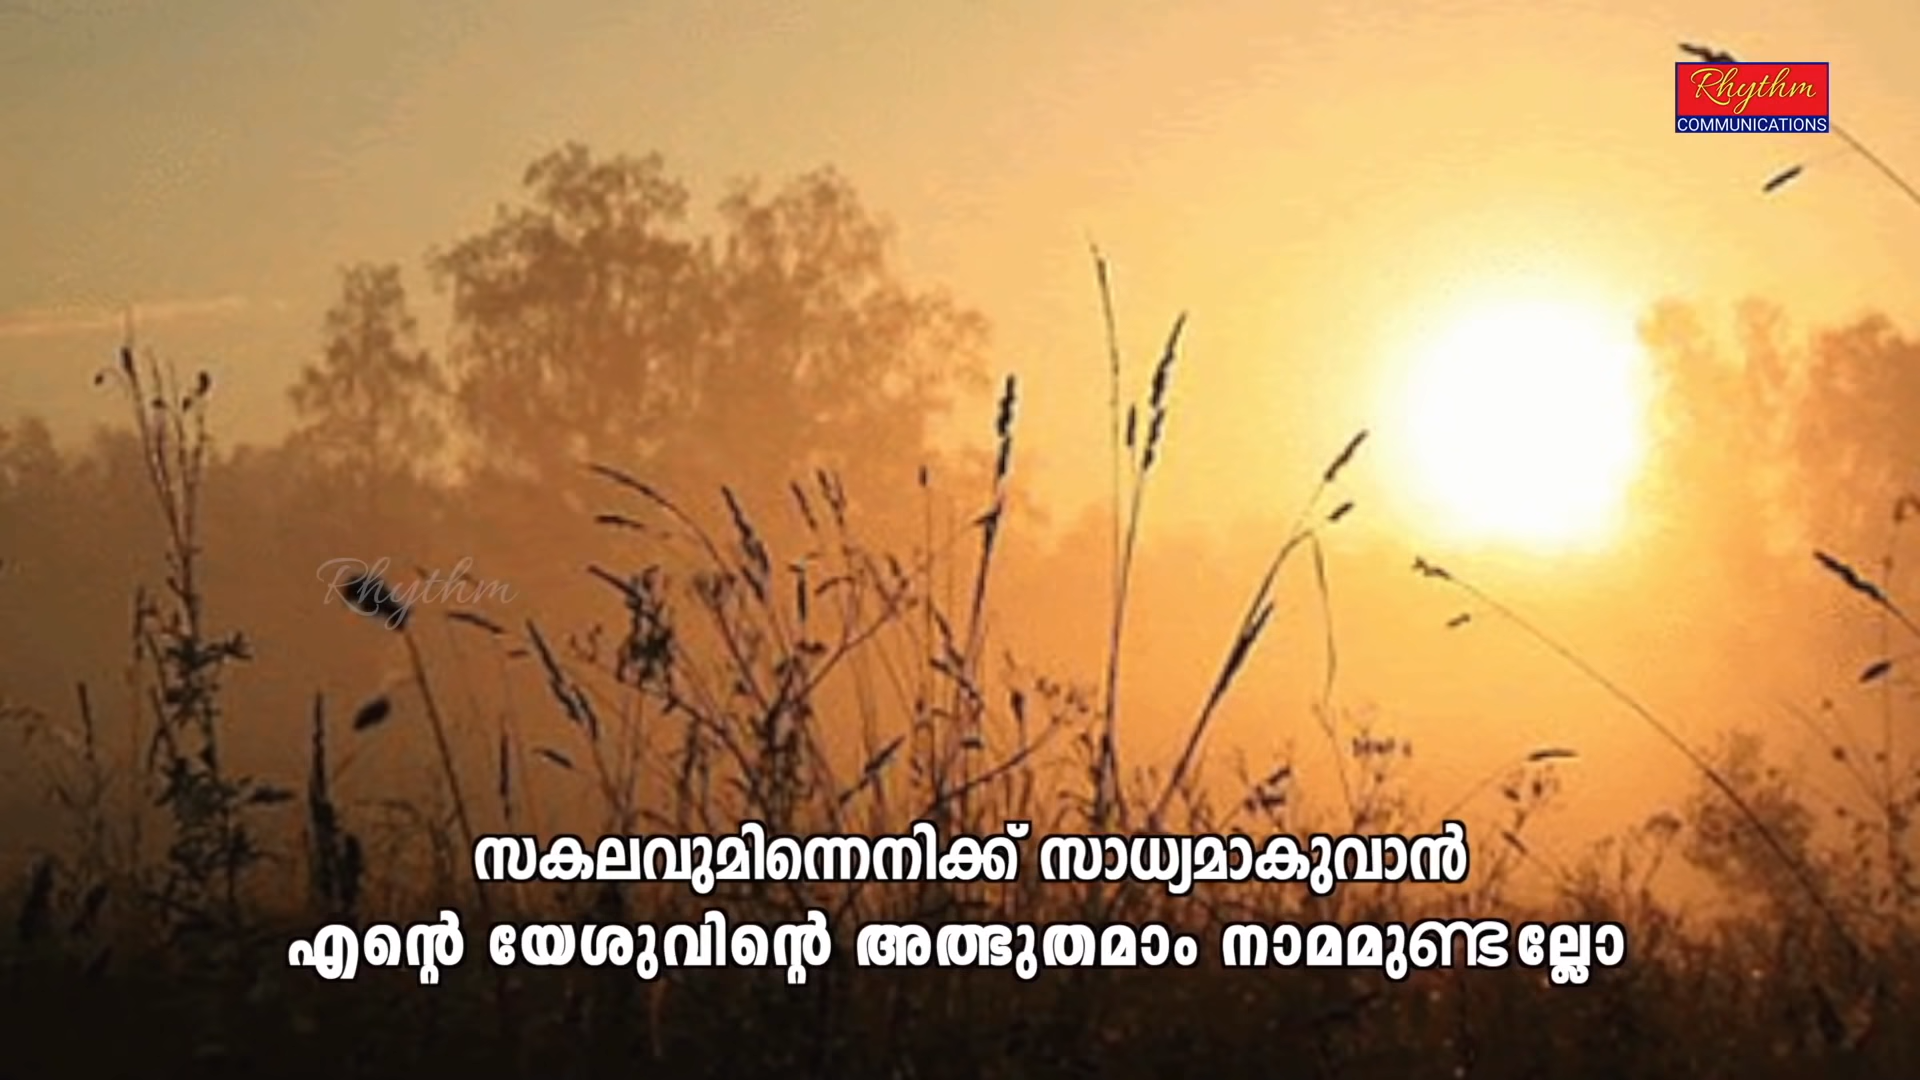 Rhythm
COMMUNICATIONS
Rhythm
സകലവുമിന്നെനിക്ക് സാധ്യമാകുവാൻ
എന്റെ യേശുവിന്റെ അത്ഭുതമാം നാമമുണ്ടല്ലോ